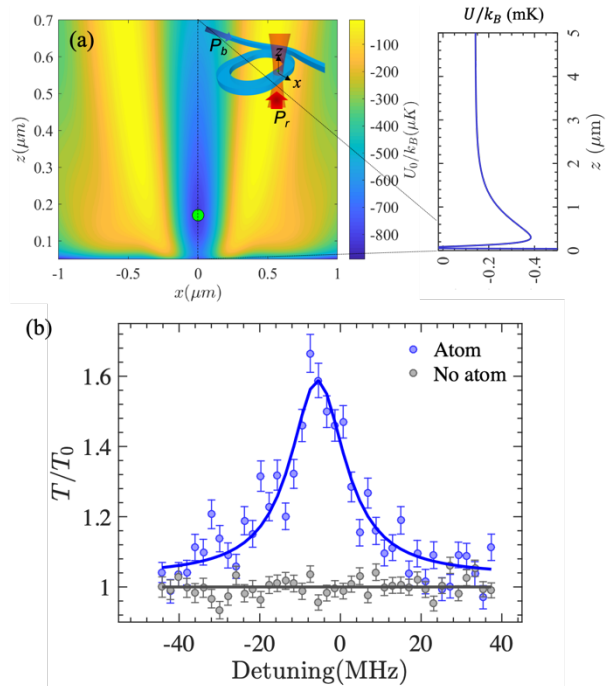 (a)
P_b
z
x
P_r
z(μm)
0.7
0.6
0.5
0.4
0.3
0.2
0.1
-1
-0.5
0
0.5
1
x(μm)
-100
-200
-300
-400
-500
-600
-700
-800
U_0/k_B(μK)
U/k_B (mK)
5
4
3
2
1
0
z (μm)
0
-0.2
-0.4
(b)
Atom
No atom
T/T_0
1.6
1.4
1.2
1
-40
-20
0
20
40
Detuning(MHz)